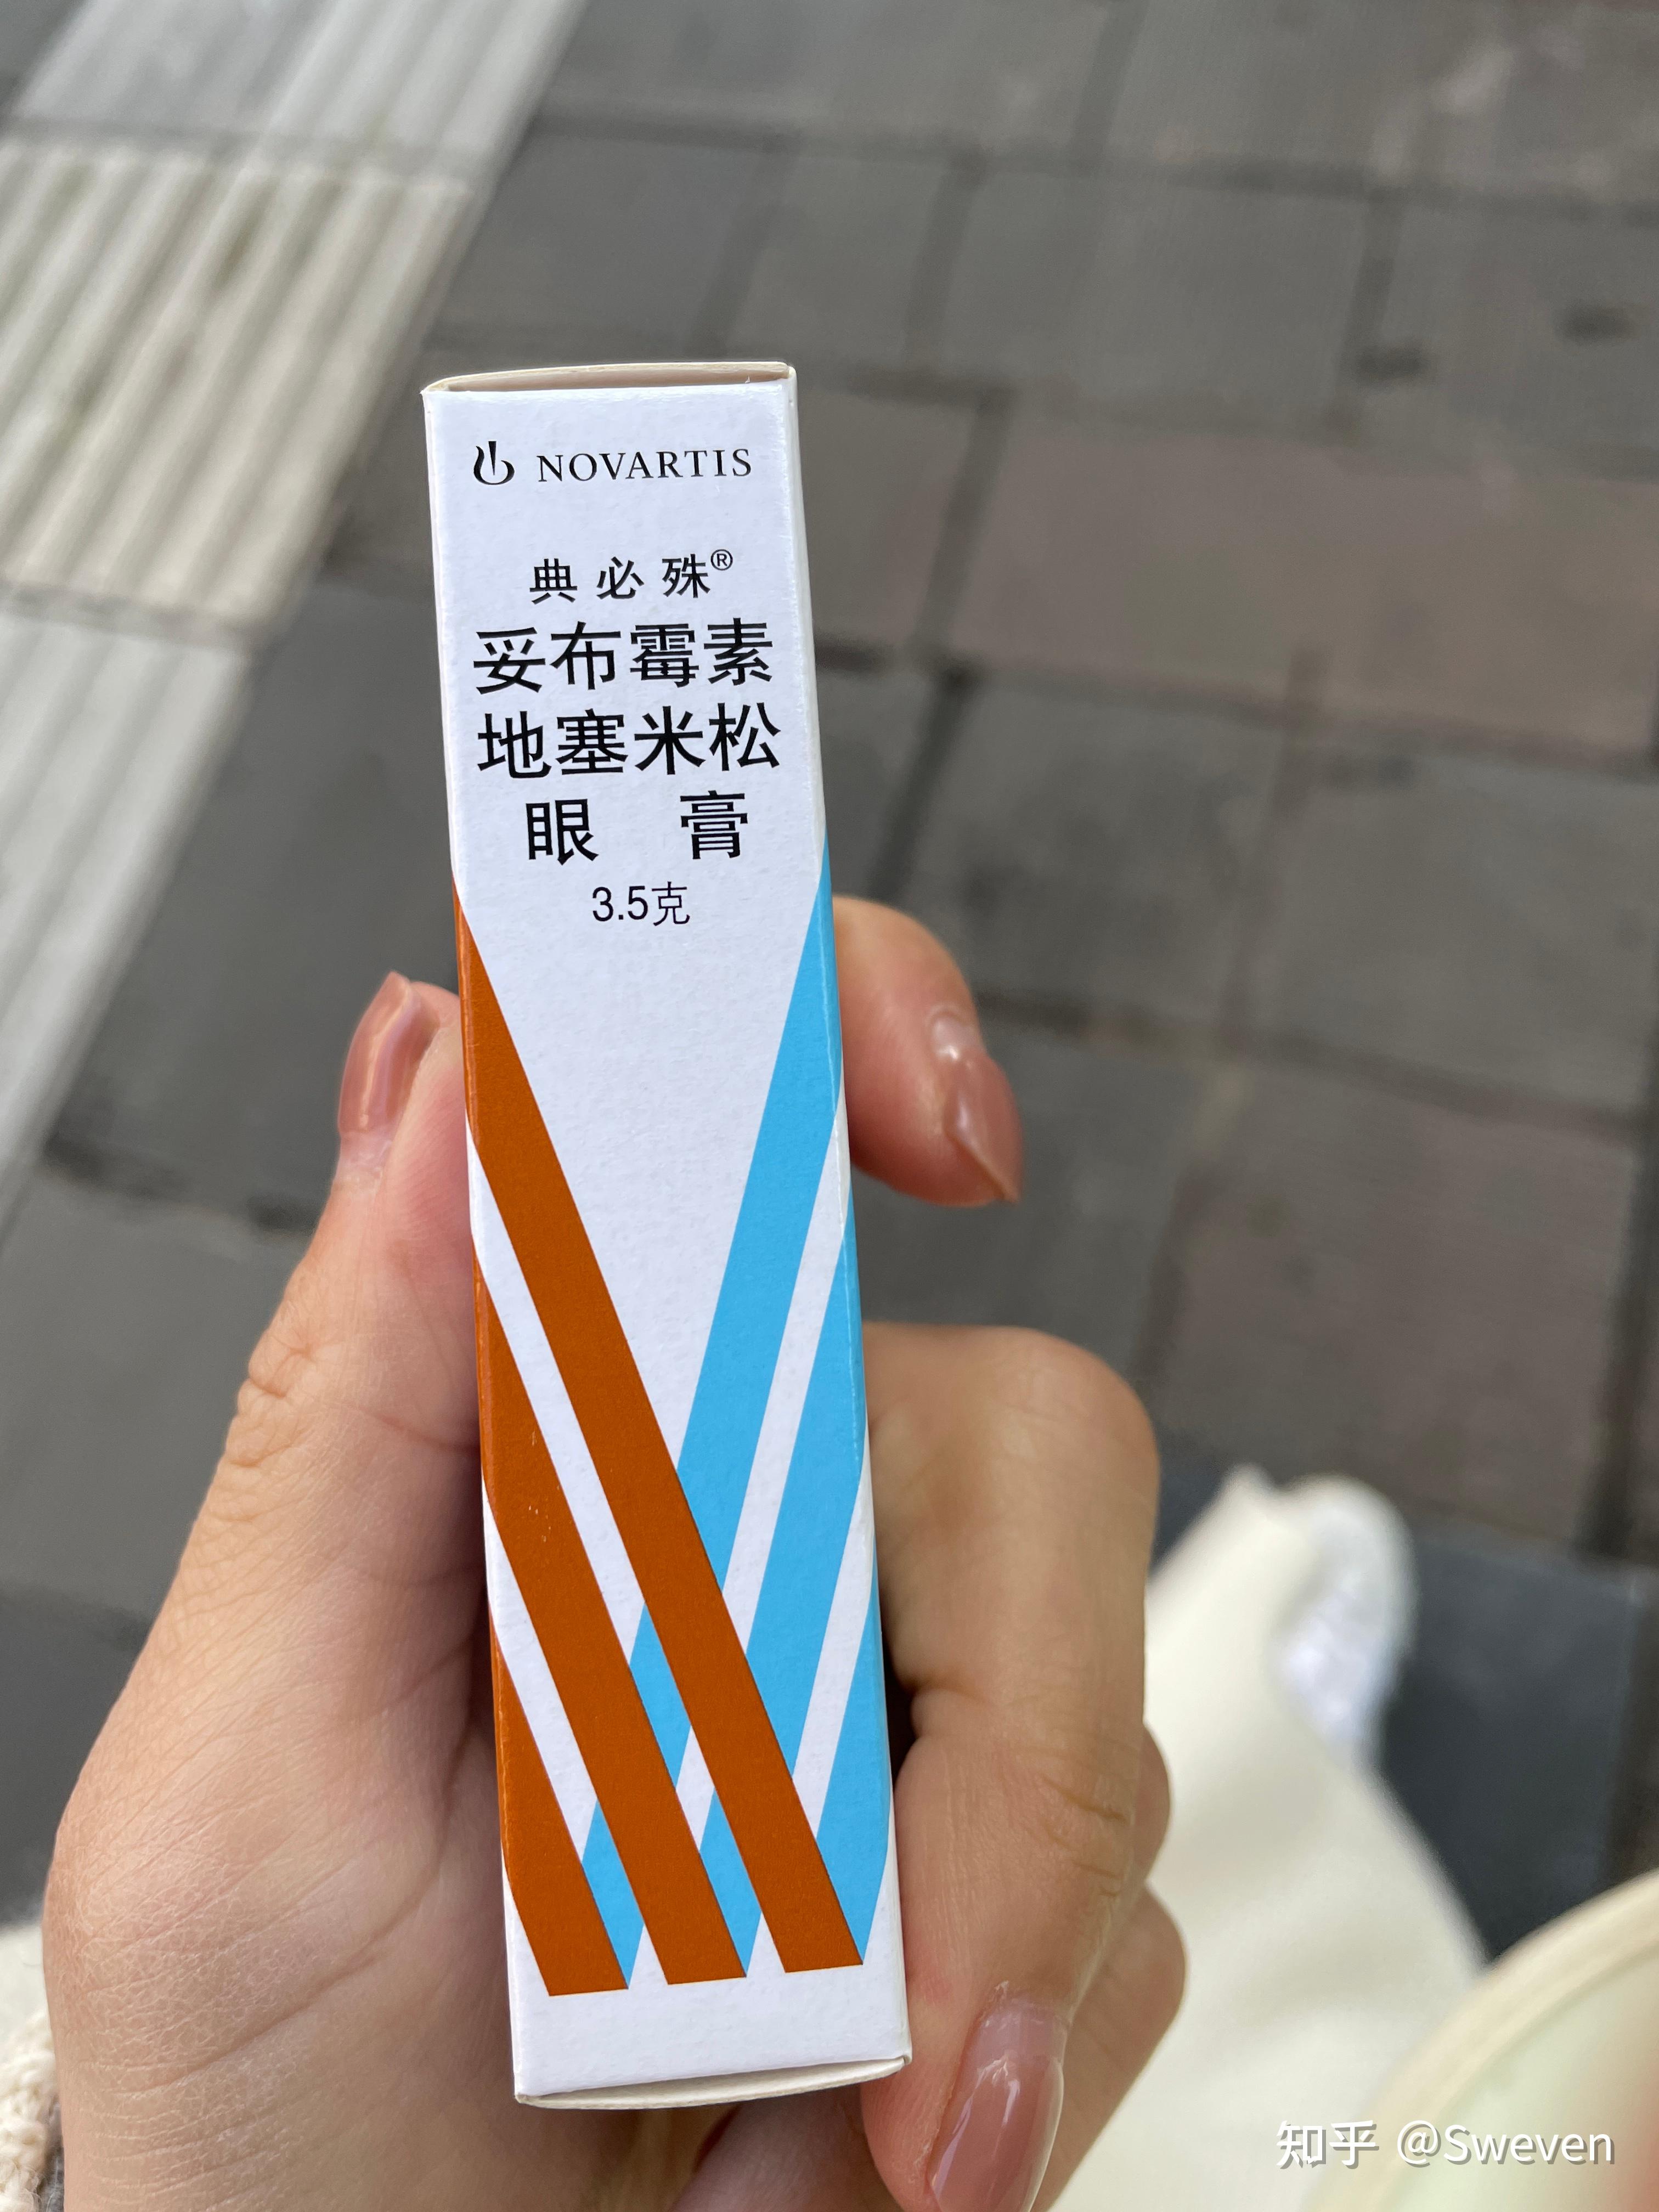 NOVARTIS
典必殊®
妥布霉素
地塞米松
眼 膏
3.5克
知乎 @Sweven